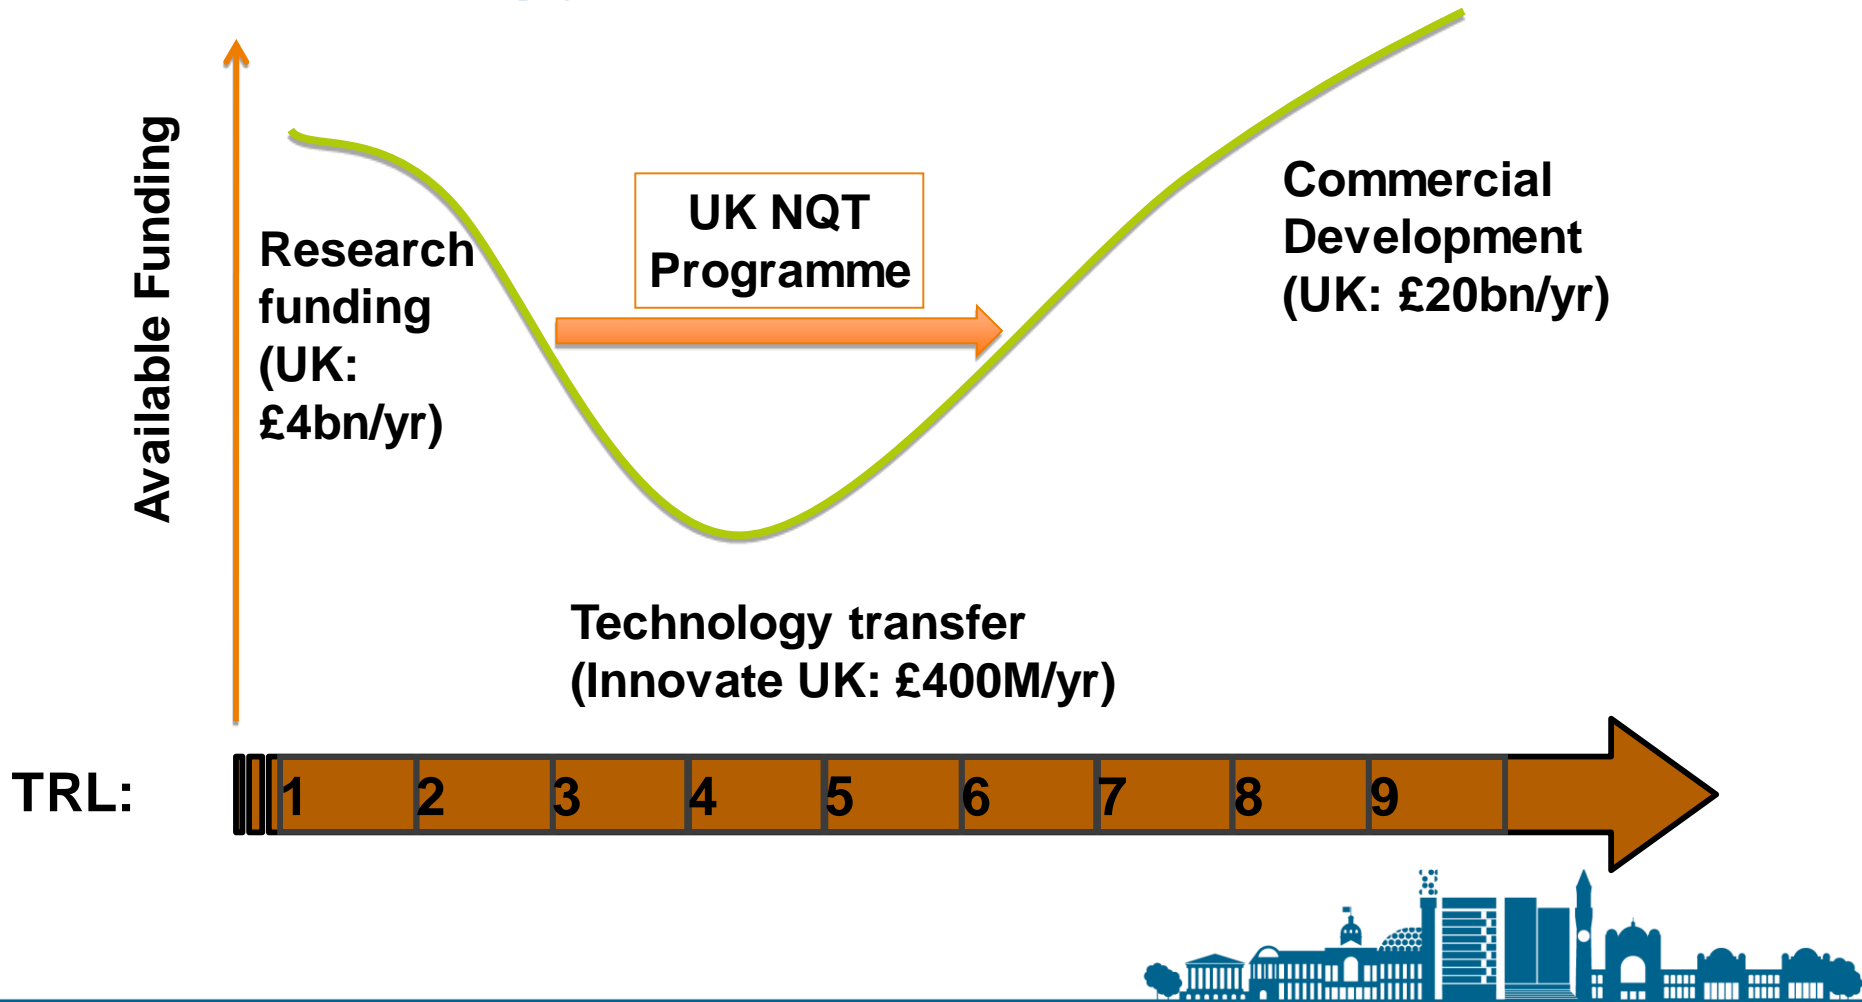 Available Funding
Research
funding
(UK:
£4bn/yr)
UK NQT
Programme
Commercial
Development
(UK: £20bn/yr)
Technology transfer
(Innovate UK: £400M/yr)
TRL:
1 2 3 4 5 6 7 8 9